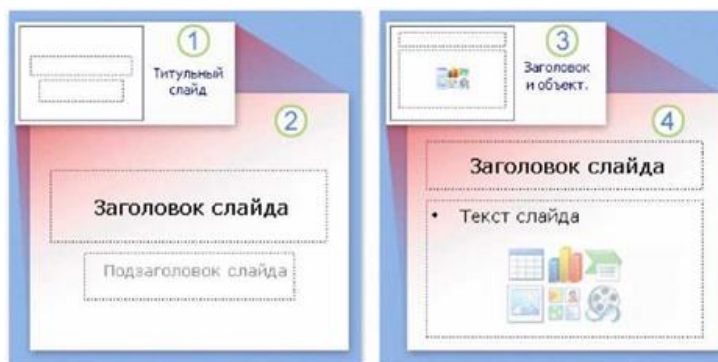 1
Титульный
слайд
2
Заголовок слайда
Подзаголовок слайда
3
Заголовок
и объект.
4
Заголовок слайда
• Текст слайда